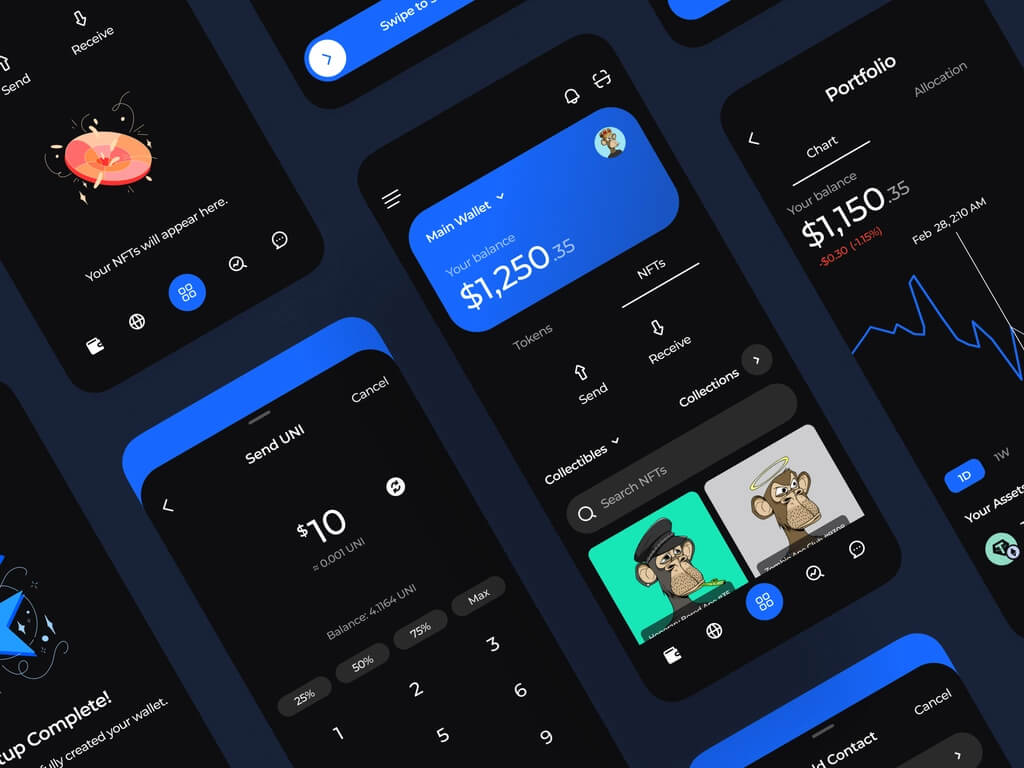 Send
Receive
Your NFTs will appear here.
Swipe to
Main Wallet
Your balance
$1,250.35
Tokens
NFTs
Send
Receive
Collectibles
Collections
Search NFTs
Portfolio
Chart
Allocation
Your balance
$1,150.35
-$0.30 (-1.15%)
Feb 28, 2:10 AM
1D
1W
Your Assets
Send UNI
Cancel
$10
≈ 0.001 UNI
Balance: 4.1164 UNI
25%
50%
75%
Max
1
2
3
5
6
9
Complete!
created your wallet.
Contact
Cancel